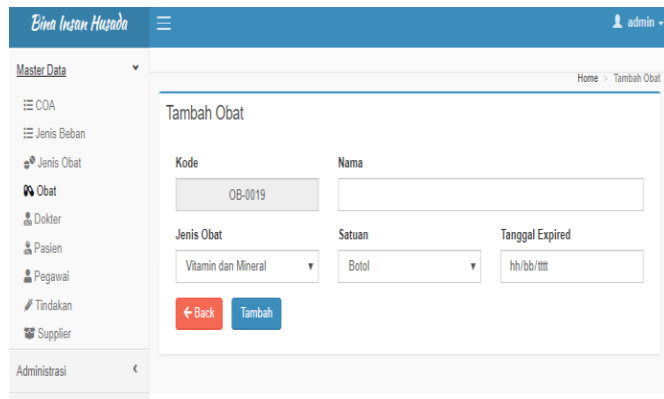 Bina Insan Husada
admin
Master Data
Home > Tambah Obat
COA
Jenis Beban
Jenis Obat
Obat
Dokter
Pasien
Pegawai
Tindakan
Supplier
Administrasi
Tambah Obat
Kode Nama
OB-0019
Jenis Obat Satuan Tanggal Expired
Vitamin dan Mineral Botol hh/bb/tttt
Back Tambah